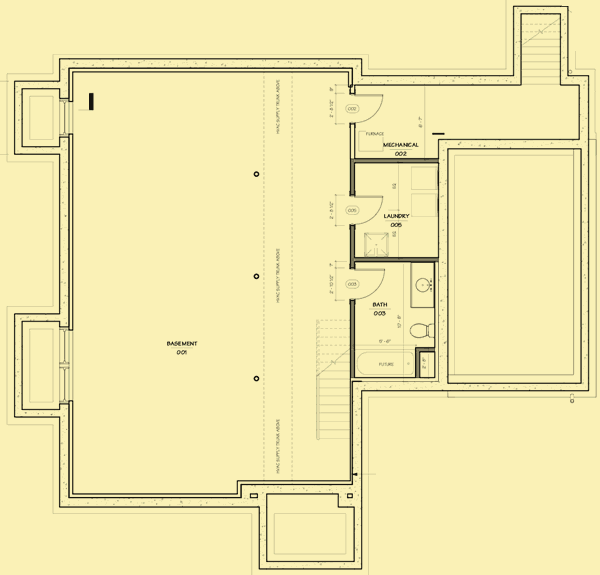 HVAC SUPPLY TRUNK ABOVE
002
FURNACE
MECHANICAL
002
005
LAUNDRY
005
003
BATH
003
HVAC SUPPLY TRUNK ABOVE
BASEMENT
001
FUTURE
HVAC SUPPLY TRUNK ABOVE